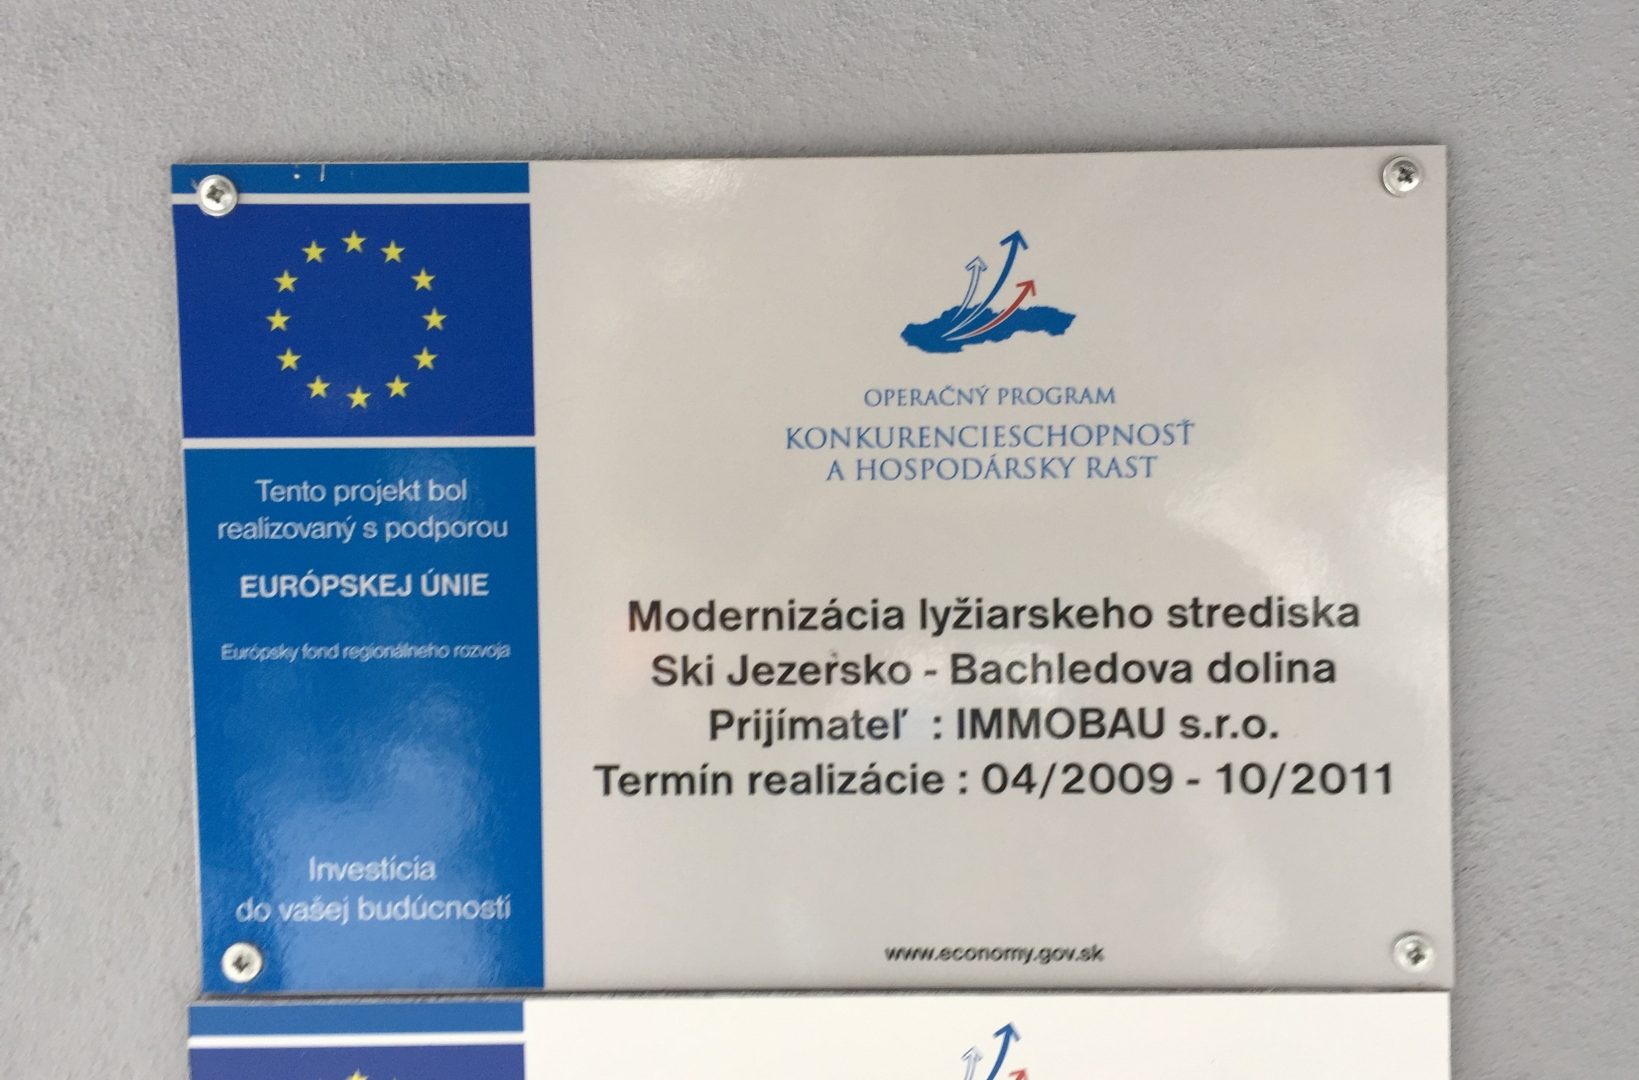 Tento projekt bol
realizovaný s podporou
EURÓPSKEJ ÚNIE
Európsky fond regionálneho rozvoja
Investícia
do vašej budúcnosti
OPERAČNÝ PROGRAM
KONKURENCIESCHOPNOSŤ
A HOSPODÁRSKY RAST
Modernizácia lyžiarskeho strediska
Ski Jezersko - Bachledova dolina
Prijímateľ : IMMOBAU s.r.o.
Termín realizácie : 04/2009 - 10/2011
www.economy.gov.sk